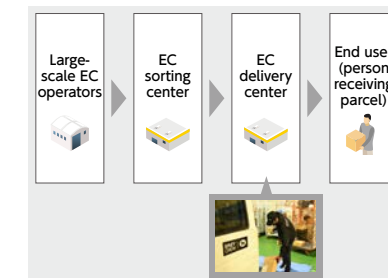 Large-
scale EC
operators
EC
sorting
center
EC
delivery
center
End use
(person
receiving
parcel)